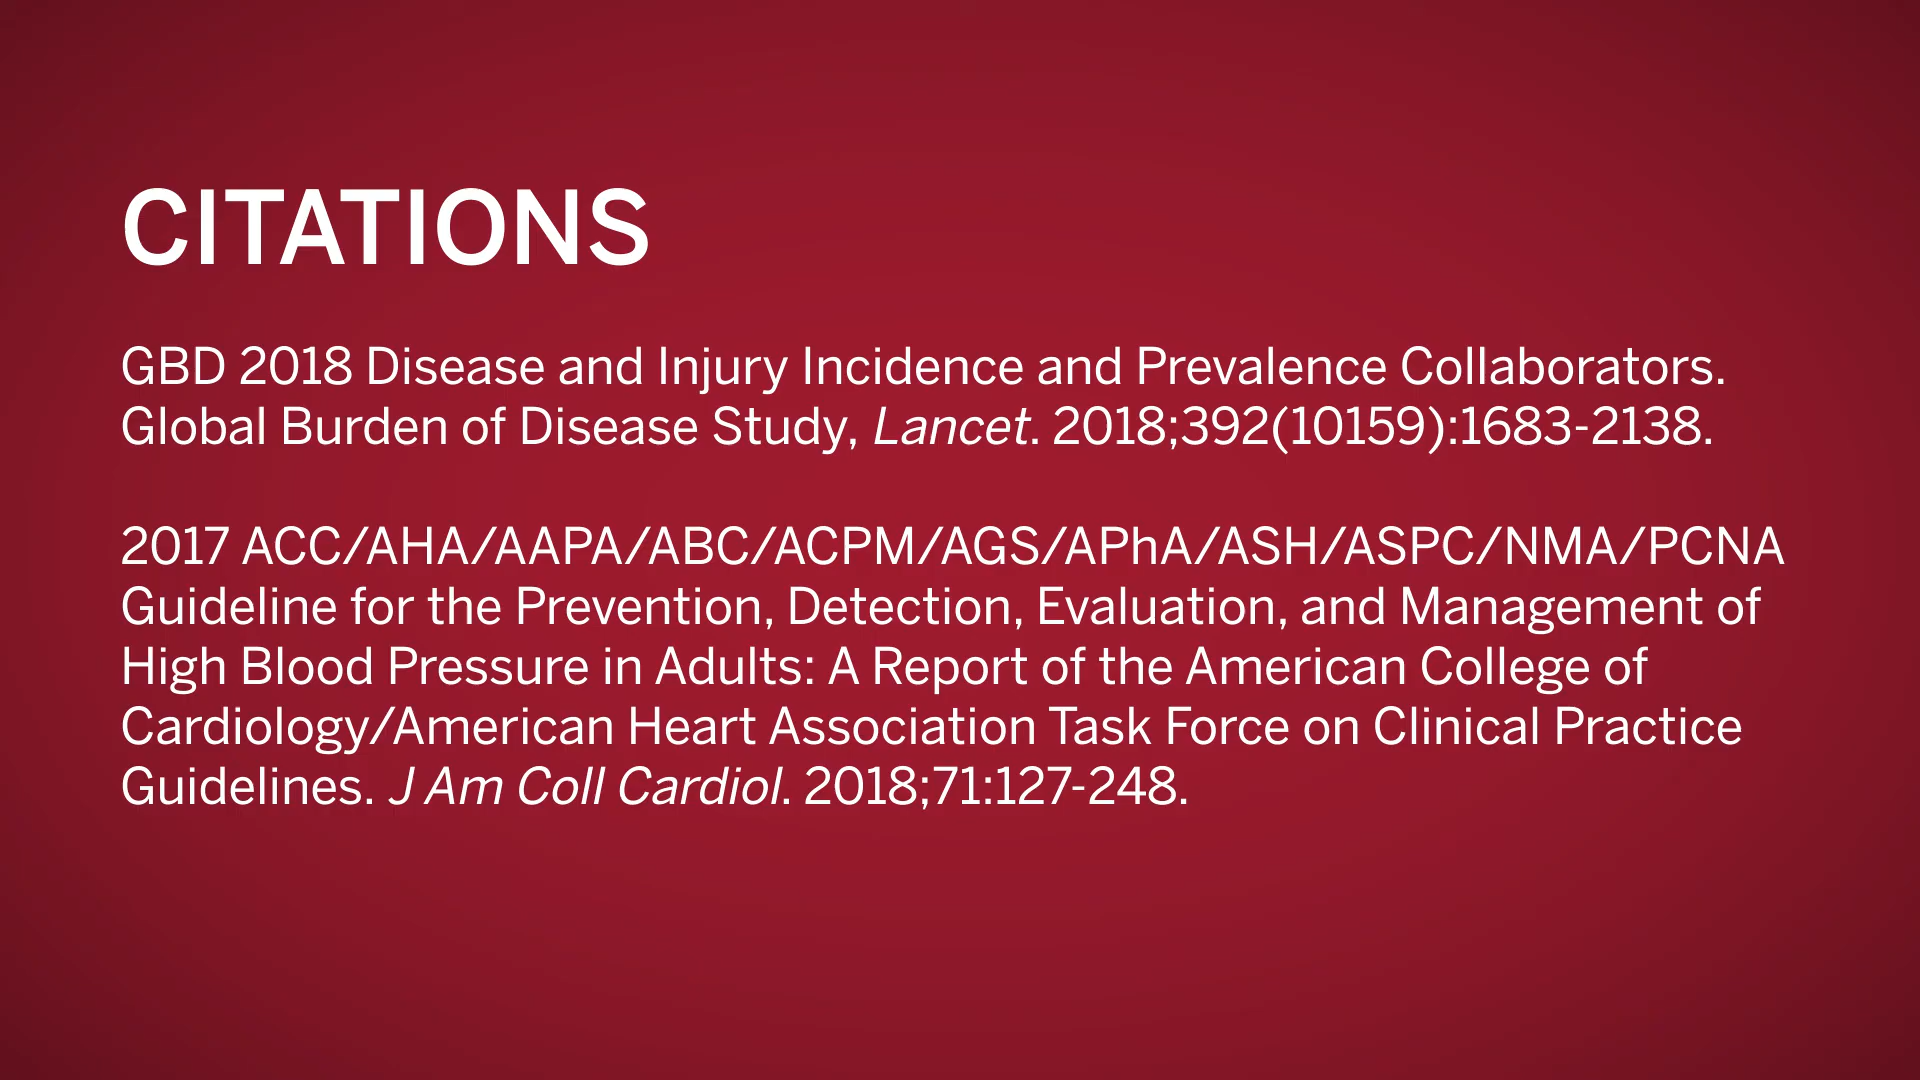 CITATIONS
GBD 2018 Disease and Injury Incidence and Prevalence Collaborators.
Global Burden of Disease Study, Lancet. 2018;392(10159):1683-2138.
2017 ACC/AHA/AAPA/ABC/ACPM/AGS/APhA/ASH/ASPC/NMA/PCNA
Guideline for the Prevention, Detection, Evaluation, and Management of
High Blood Pressure in Adults: A Report of the American College of
Cardiology/American Heart Association Task Force on Clinical Practice
Guidelines. J Am Coll Cardiol. 2018;71:127-248.